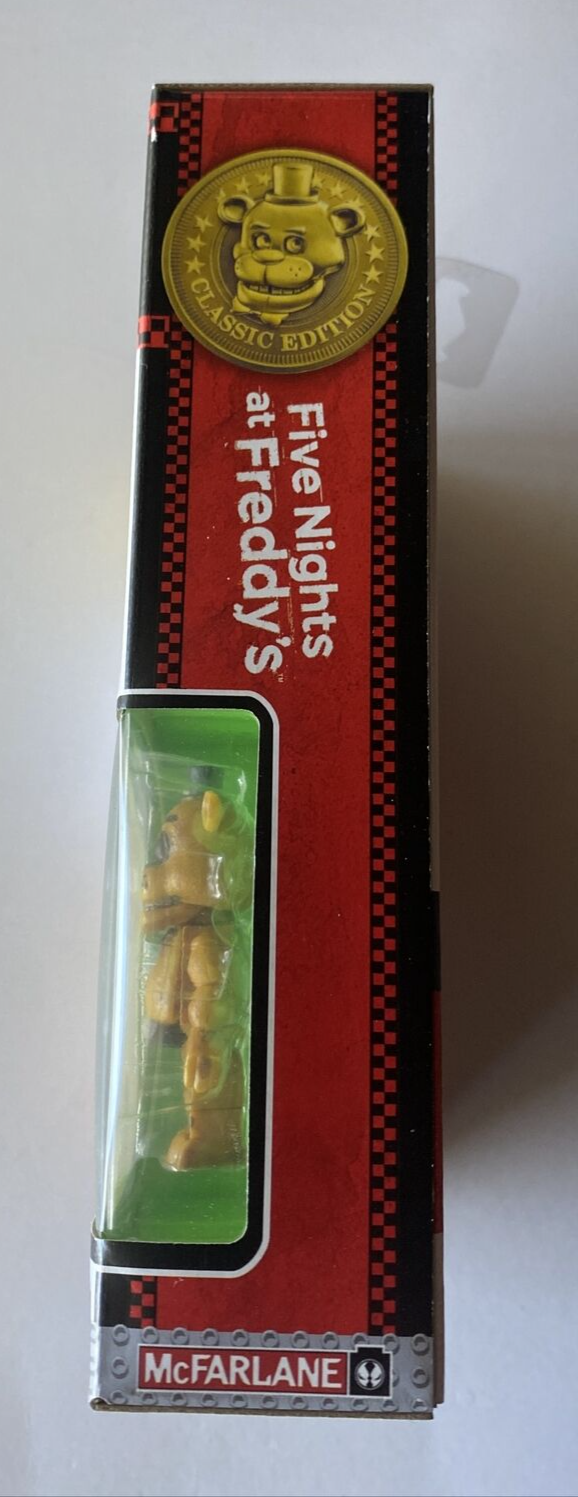 CLASSIC EDITION
Five Nights
at Freddy's
McFARLANE